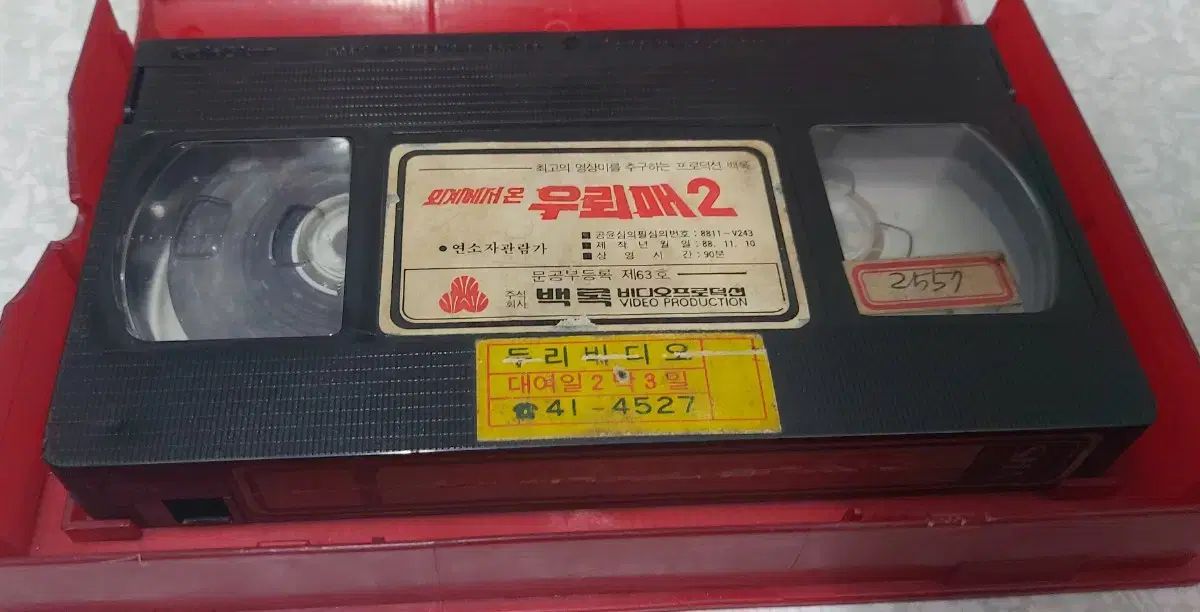 최고의 영상미를 추구하는 프로덕션 백록
외계에서 온 우뢰매2
● 연소자관람가
■ 공윤심의필심의번호 : 8811-V243
■ 제작년월일 : 88. 11. 10
■ 상영시간 : 90분
문공부등록 제63호
주식회사 백록 비디오프로덕션
VIDEO PRODUCTION
2557
두리비디오
대여일 2박3일
☎ 41-4527